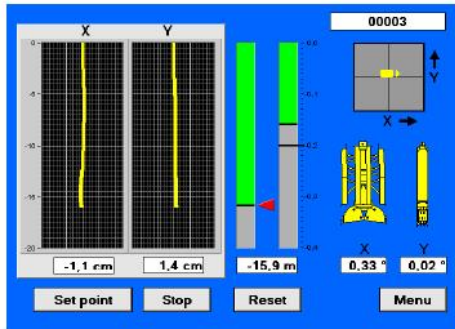 00003
X Y
0
-5
-10
-15
-20
0,0
-0,1
-0,2
-0,3
-0,4
Y
X
X Y
-1,1 cm 1,4 cm -15,9 m 0,33 ° 0,02 °
Set point Stop Reset Menu